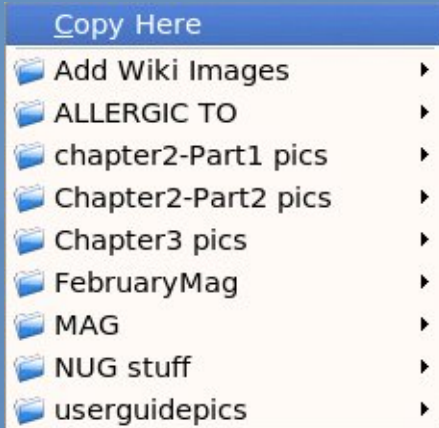 Copy Here
Add Wiki Images
ALLERGIC TO
chapter2-Part1 pics
Chapter2-Part2 pics
Chapter3 pics
FebruaryMag
MAG
NUG stuff
userguidepics